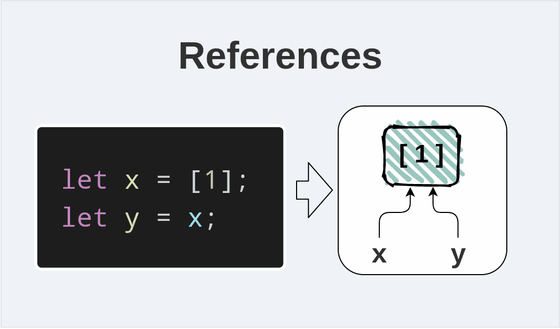 References
let x = [1];
let y = x;
[1]
x
y